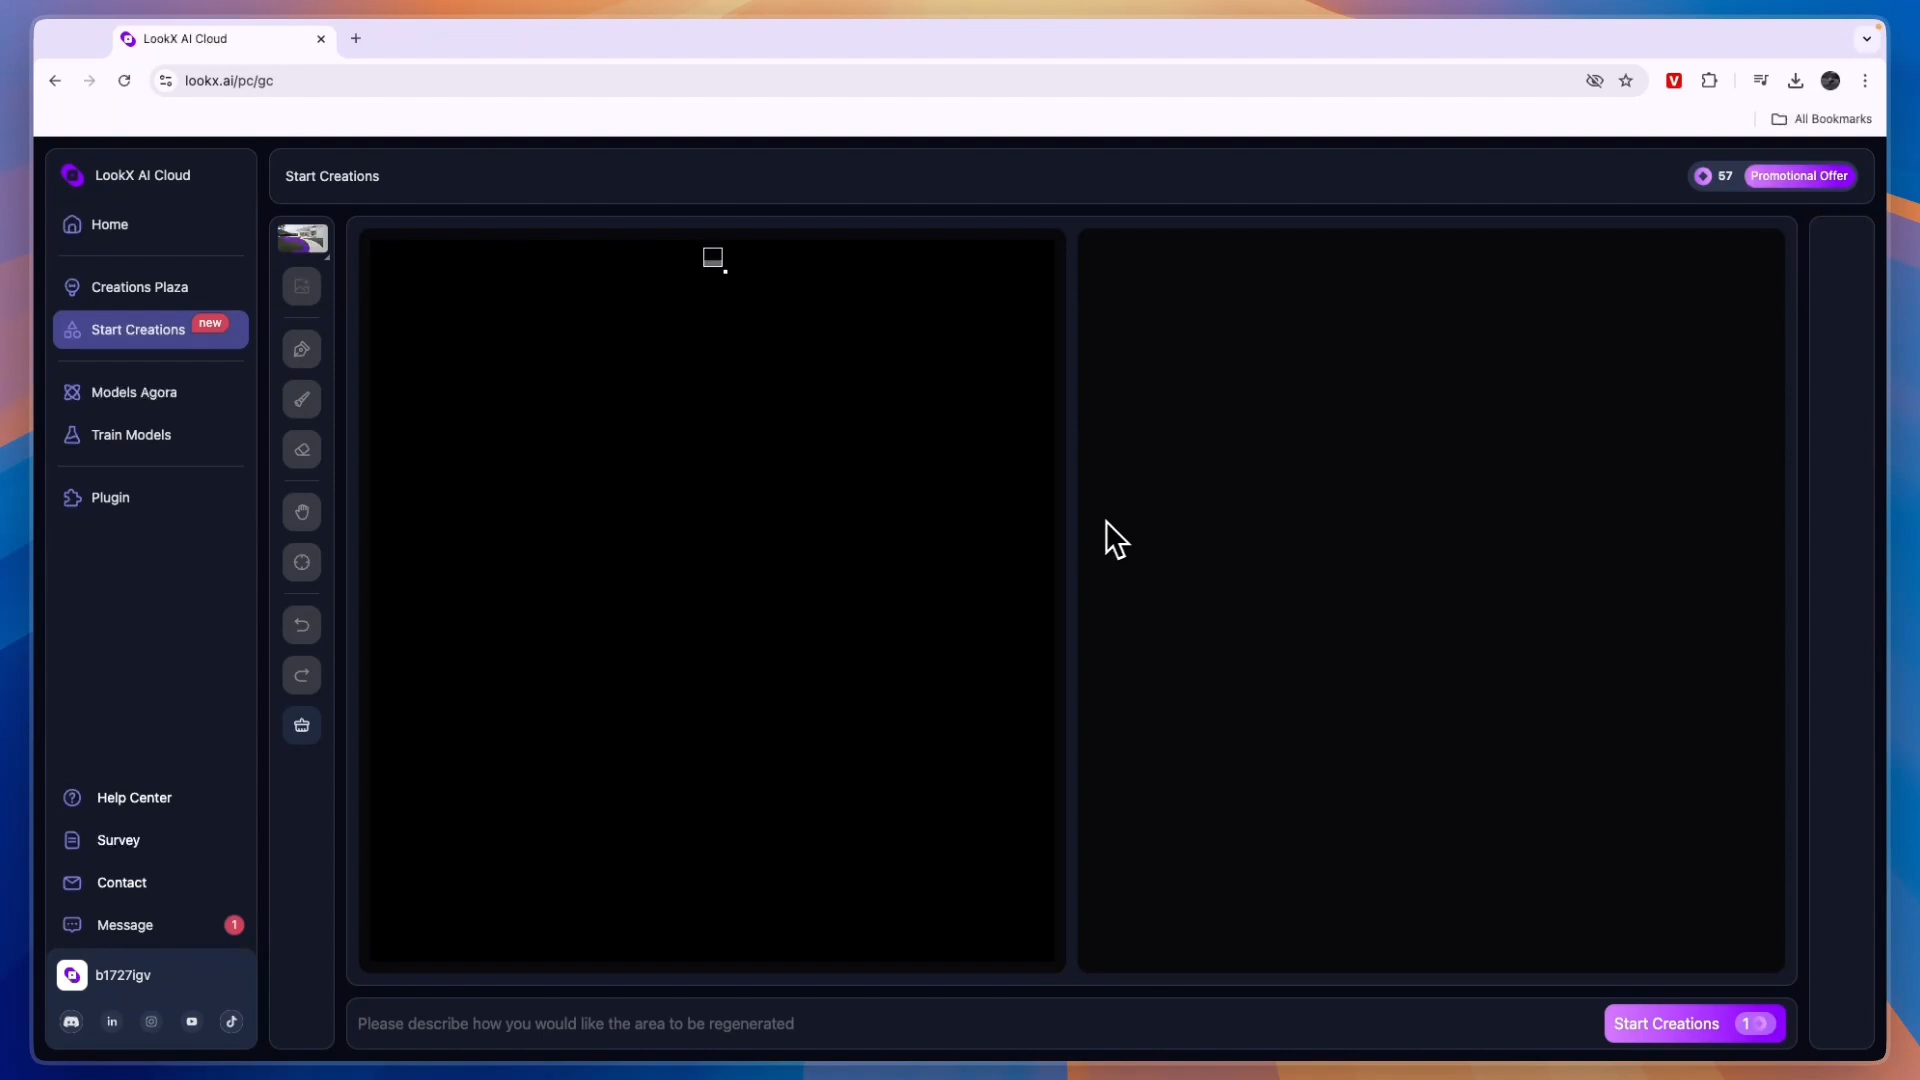 LookX AI Cloud
lookx.ai/pc/gc
All Bookmarks
LookX AI Cloud
Home
Creations Plaza
Start Creations new
Models Agora
Train Models
Plugin
Help Center
Survey
Contact
Message 1
b1727igv
Start Creations
57 Promotional Offer
Please describe how you would like the area to be regenerated
Start Creations 1